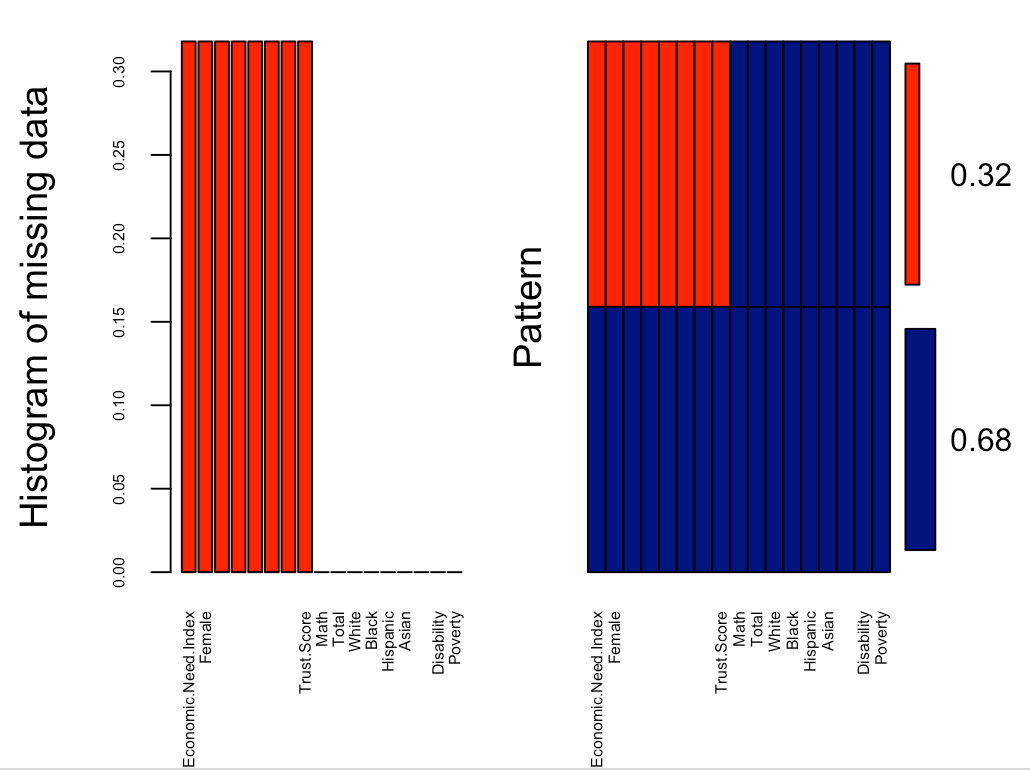 Histogram of missing data
0.30
0.25
0.20
0.15
0.10
0.05
0.00
Economic.Need.Index
Female
Trust.Score
Math
Total
White
Black
Hispanic
Asian
Disability
Poverty
Pattern
Economic.Need.Index
Female
Trust.Score
Math
Total
White
Black
Hispanic
Asian
Disability
Poverty
0.32
0.68